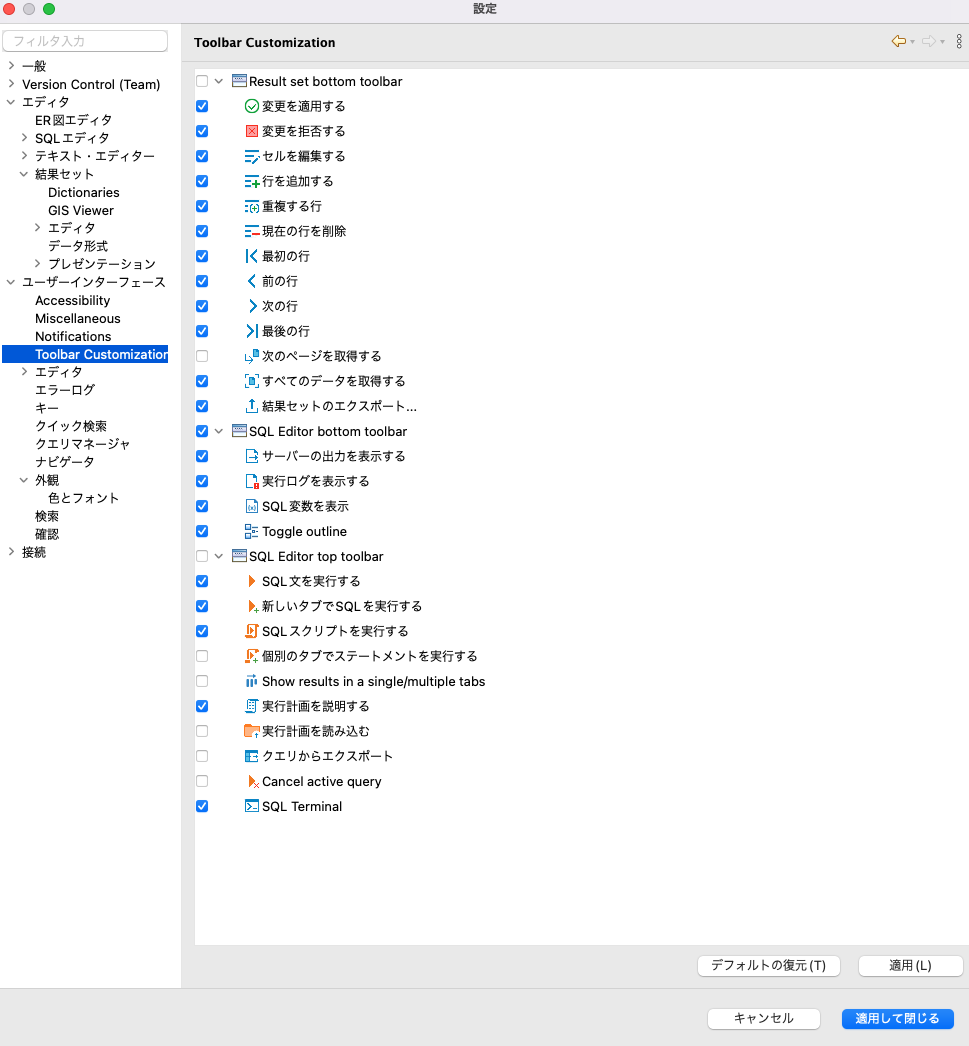 設定
フィルタ入力
一般
Version Control (Team)
エディタ
ER図エディタ
SQLエディタ
テキスト・エディター
結果セット
Dictionaries
GIS Viewer
エディタ
データ形式
プレゼンテーション
ユーザーインターフェース
Accessibility
Miscellaneous
Notifications
Toolbar Customization
エディタ
エラーログ
キー
クイック検索
クエリマネージャ
ナビゲータ
外観
色とフォント
検索
確認
接続
Toolbar Customization
Result set bottom toolbar
変更を適用する
変更を拒否する
セルを編集する
行を追加する
重複する行
現在の行を削除
最初の行
前の行
次の行
最後の行
次のページを取得する
すべてのデータを取得する
結果セットのエクスポート...
SQL Editor bottom toolbar
サーバーの出力を表示する
実行ログを表示する
SQL変数を表示
Toggle outline
SQL Editor top toolbar
SQL文を実行する
新しいタブでSQLを実行する
SQLスクリプトを実行する
個別のタブでステートメントを実行する
Show results in a single/multiple tabs
実行計画を説明する
実行計画を読み込む
クエリからエクスポート
Cancel active query
SQL Terminal
デフォルトの復元(T)
適用(L)
キャンセル
適用して閉じる